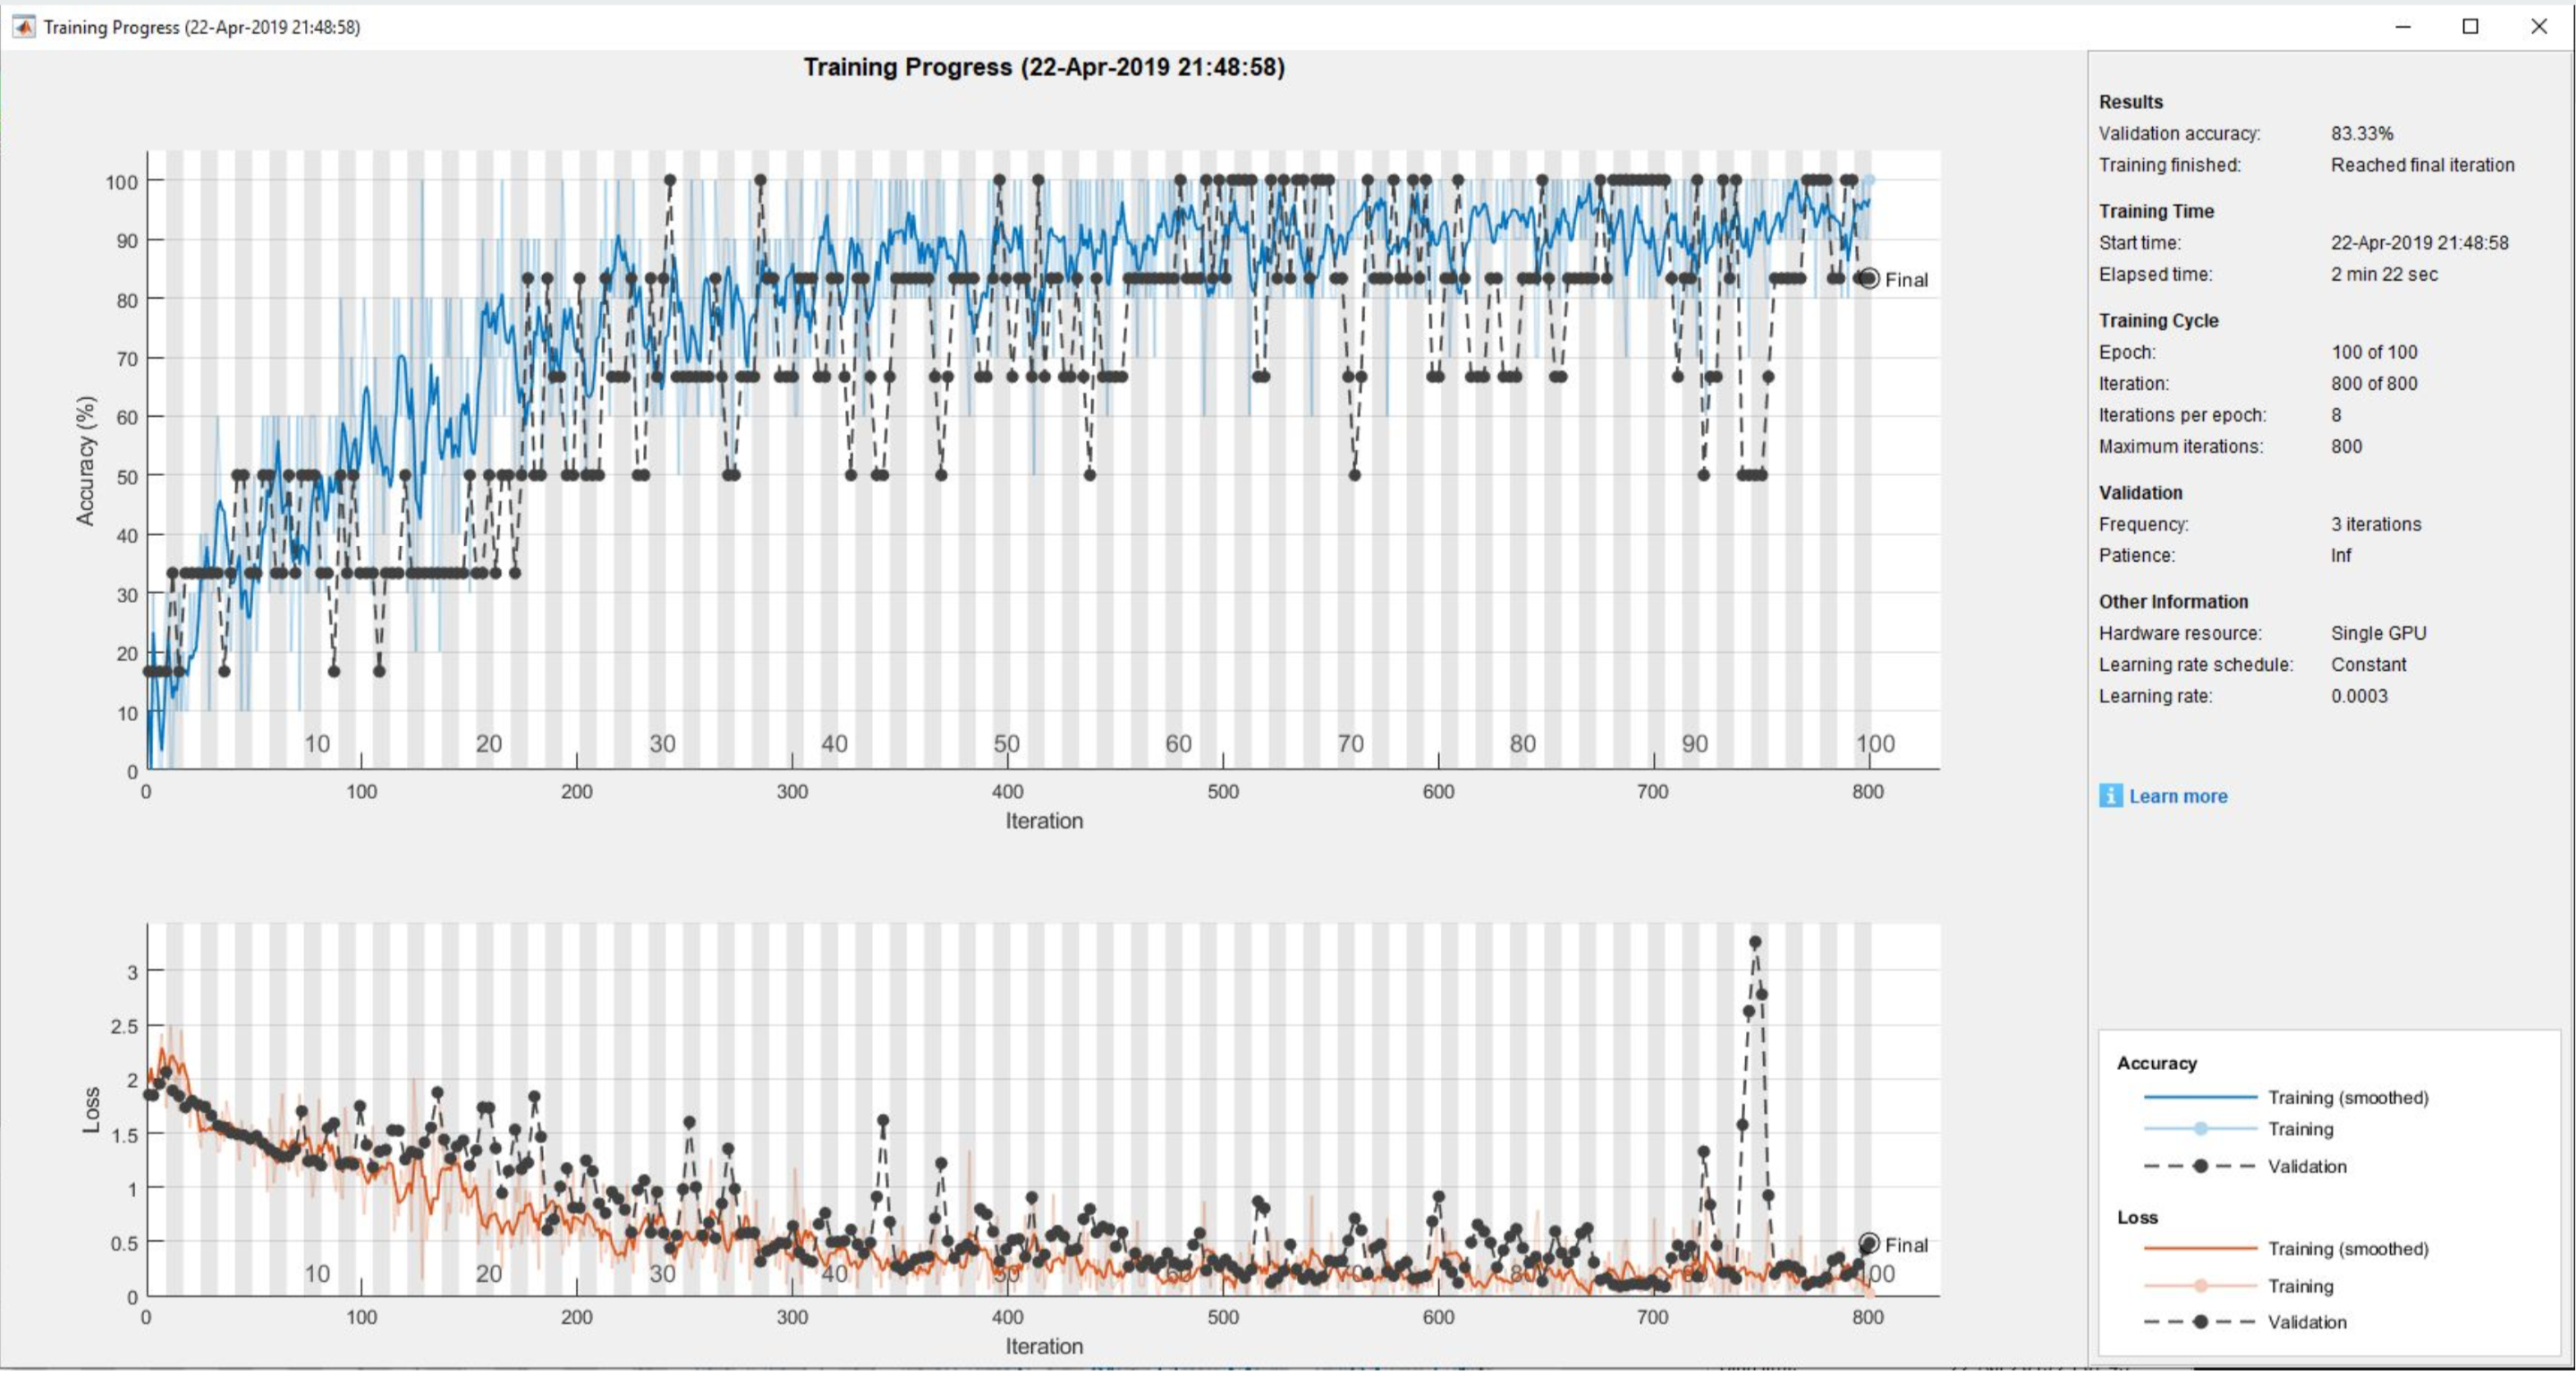 Training Progress (22-Apr-2019 21:48:58)
Training Progress (22-Apr-2019 21:48:58)
100
90
80
70
60
50
40
30
20
10
0
Accuracy (%)
Final
10 20 30 40 50 60 70 80 90 100
0 100 200 300 400 500 600 700 800
Iteration
3
2.5
2
1.5
1
0.5
0
Loss
Final
10 20 30 40 50 60
0 100 200 300 400 500 600 700 800
Iteration
Results
Validation accuracy: 83.33%
Training finished: Reached final iteration
Training Time
Start time: 22-Apr-2019 21:48:58
Elapsed time: 2 min 22 sec
Training Cycle
Epoch: 100 of 100
Iteration: 800 of 800
Iterations per epoch: 8
Maximum iterations: 800
Validation
Frequency: 3 iterations
Patience: Inf
Other Information
Hardware resource: Single GPU
Learning rate schedule: Constant
Learning rate: 0.0003
i Learn more
Accuracy
Training (smoothed)
Training
Validation
Loss
Training (smoothed)
Training
Validation